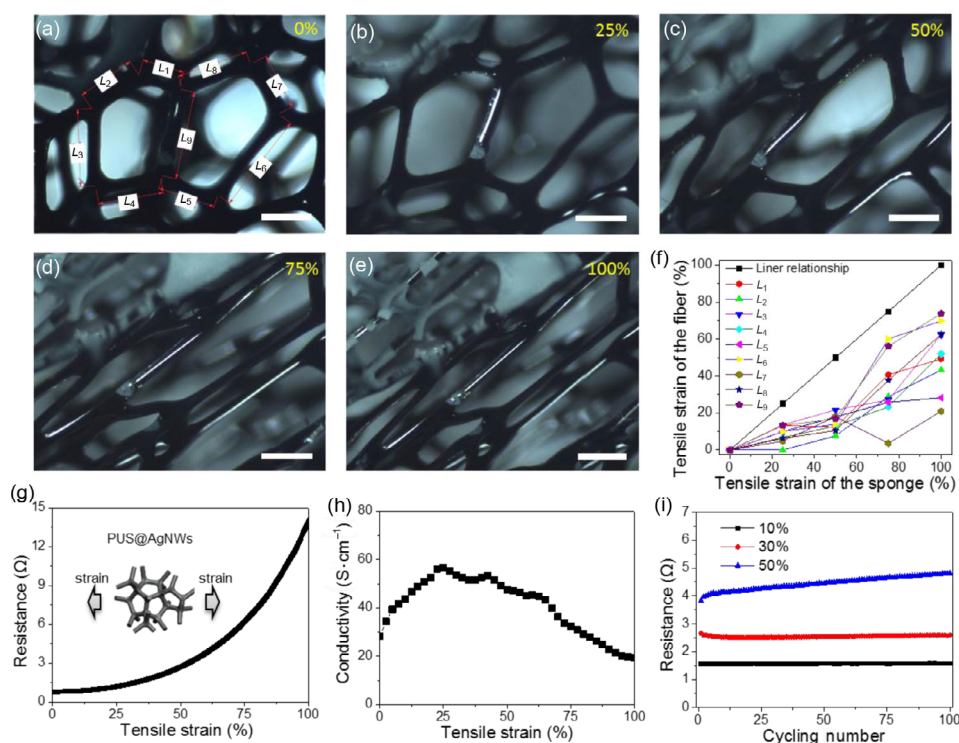 (a)
0%
L1
L2
L3
L4
L5
L6
L7
L8
L9
(b)
25%
(c)
50%
(d)
75%
(e)
100%
(f)
Tensile strain of the fiber (%)
100
80
60
40
20
0
Liner relationship
L1
L2
L3
L4
L5
L6
L7
L8
L9
0 20 40 60 80 100
Tensile strain of the sponge (%)
(g)
Resistance (Ω)
15
12
9
6
3
0
PUS@AgNWs
strain strain
0 25 50 75 100
Tensile strain (%)
(h)
Conductivity (S·cm⁻¹)
80
60
40
20
0
0 25 50 75 100
Tensile strain (%)
(i)
Resistance (Ω)
7
6
5
4
3
2
1
0
10%
30%
50%
0 25 50 75 100
Cycling number